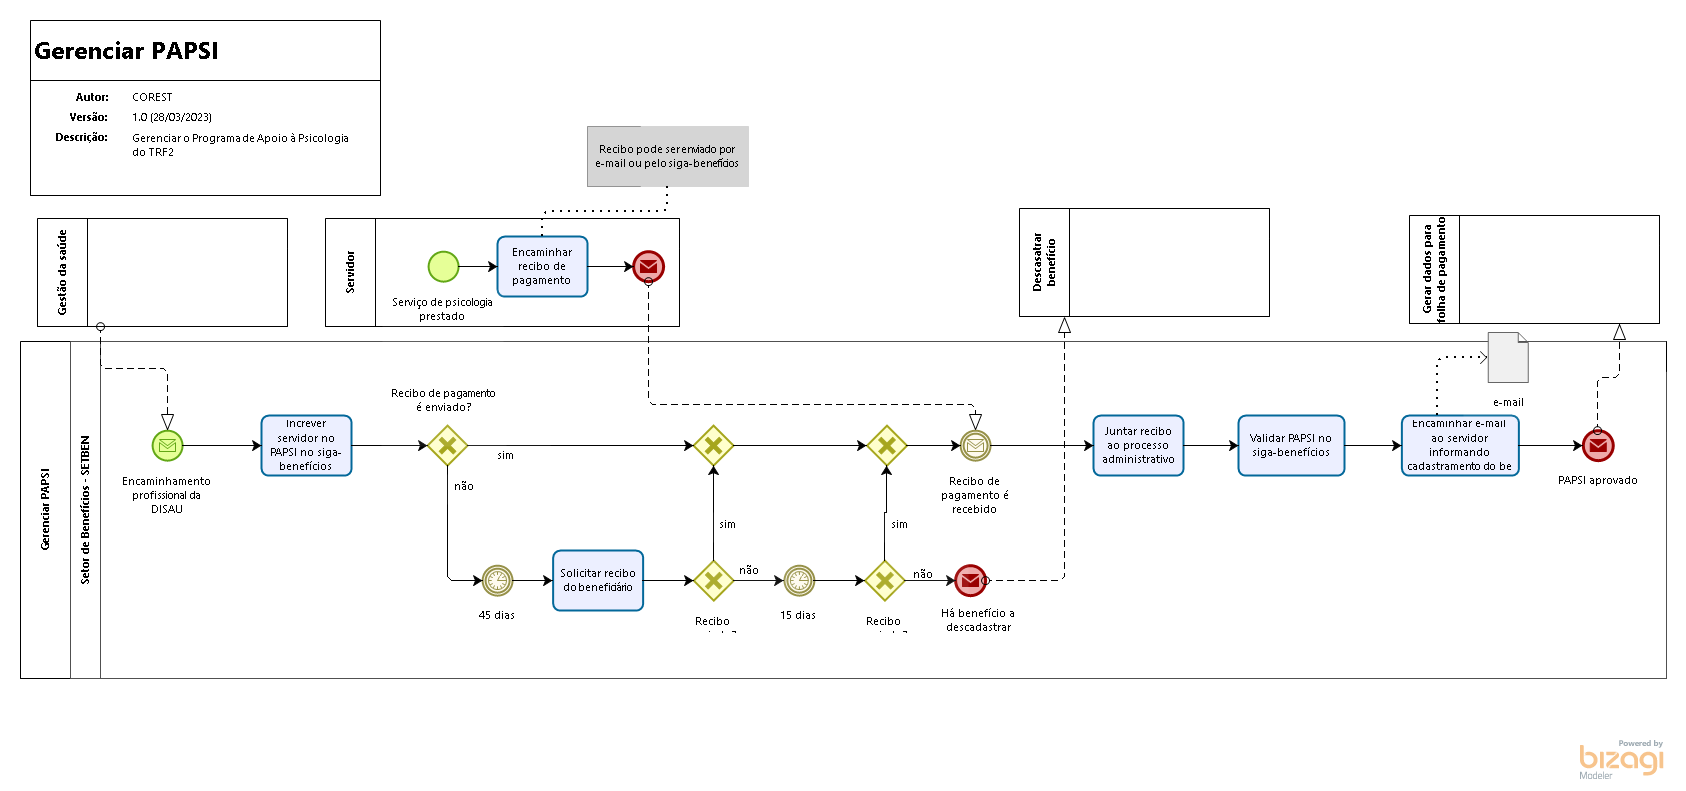 Gerenciar PAPSI
Autor: COREST
Versão: 1.0 (28/03/2023)
Descrição: Gerenciar o Programa de Apoio à Psicologia
do TRF2
Recibo pode ser enviado por
e-mail ou pelo siga-benefícios
Gestão da saúde
Servidor
Serviço de psicologia
prestado
Encaminhar
recibo de
pagamento
Descasatrar
benefício
Gerar dados para
folha de pagamento
Gerenciar PAPSI
Setor de Benefícios - SETBEN
Encaminhamento
profissional da
DISAU
Increver
servidor no
PAPSI no siga-
benefícios
Recibo de pagamento
é enviado?
sim
não
45 dias
Solicitar recibo
do beneficiário
sim
não
Recibo
15 dias
sim
não
Recibo
Há benefício a
descadastrar
Recibo de
pagamento é
recebido
Juntar recibo
ao processo
administrativo
Validar PAPSI no
siga-benefícios
Encaminhar e-mail
ao servidor
informando
cadastramento do be
e-mail
PAPSI aprovado
Powered by
bizagi
Modeler